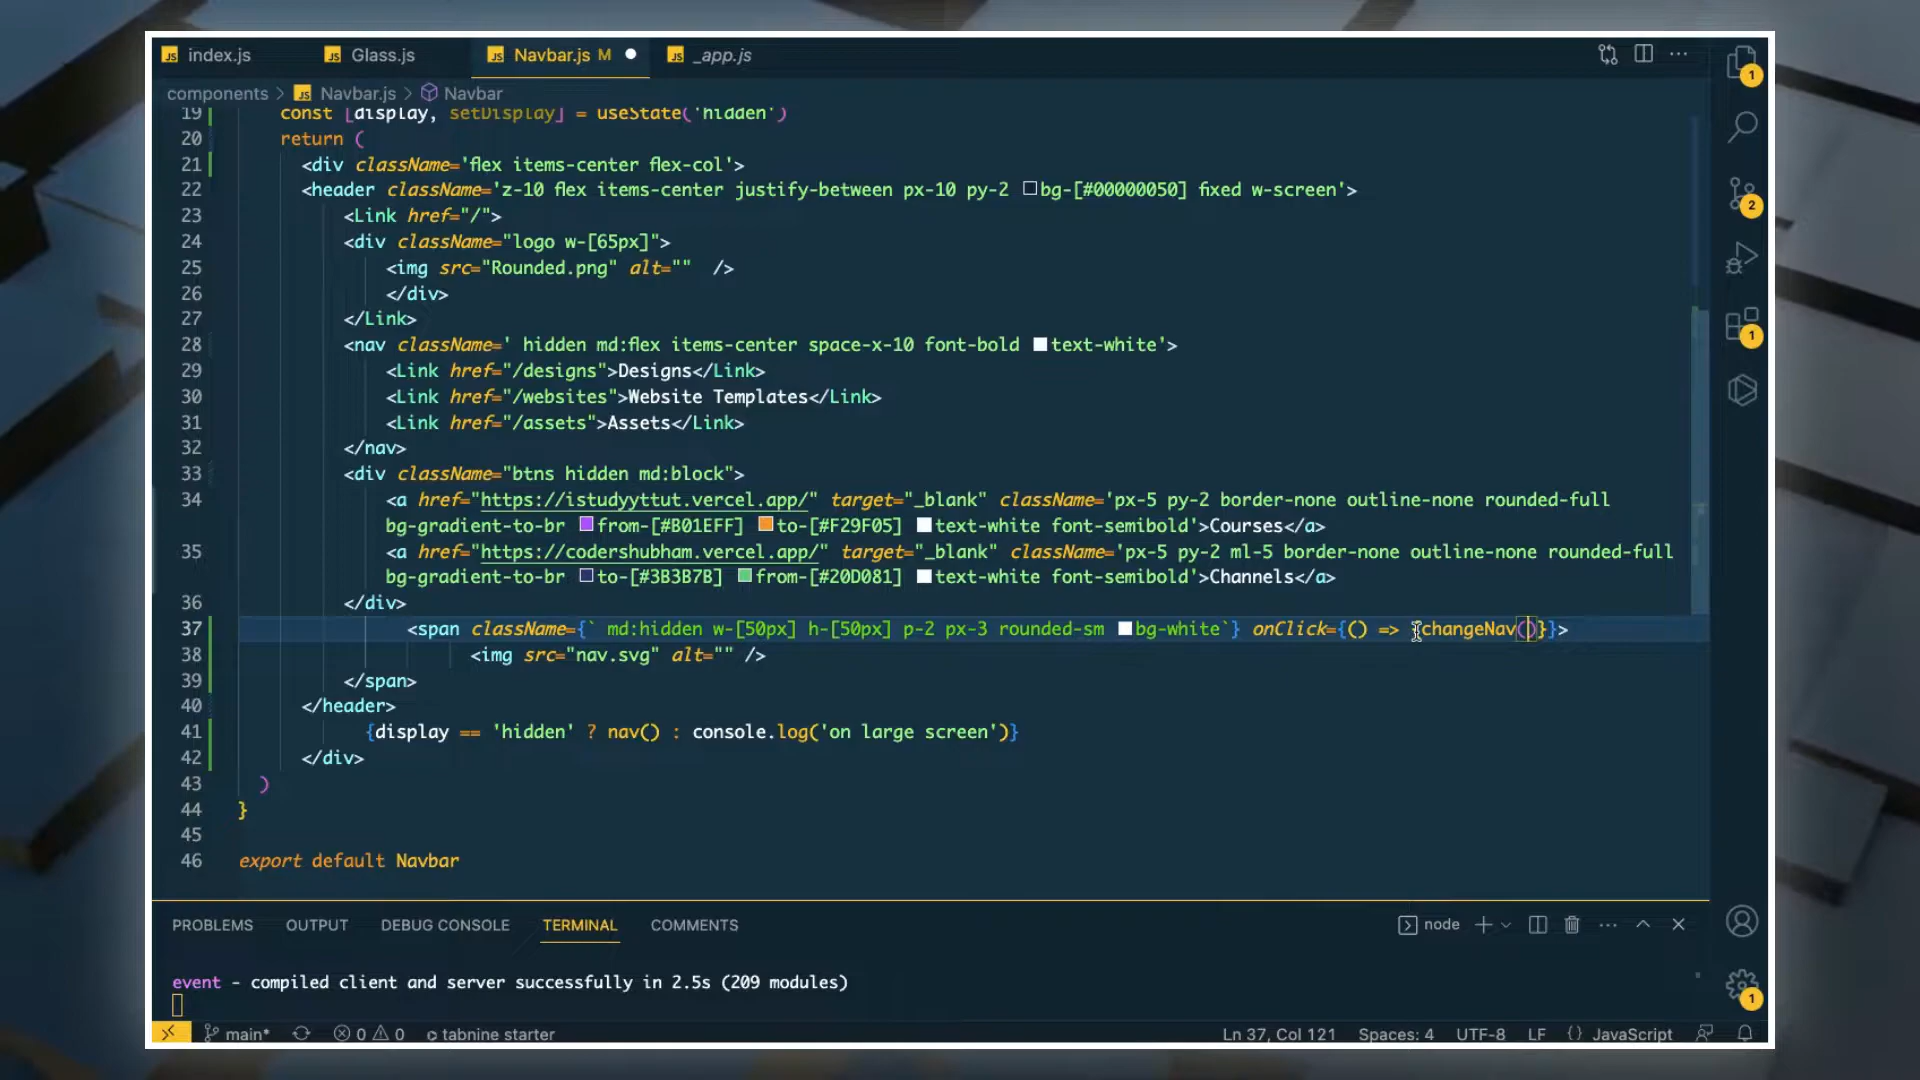 index.js Glass.js Navbar.js M _app.js
components > Navbar.js > Navbar
19 const [display, setDisplay] = useState('hidden')
20 return (
21 <div className='flex items-center flex-col'>
22 <header className='z-10 flex items-center justify-between px-10 py-2 bg-[#00000050] fixed w-screen'>
23 <Link href="/">
24 <div className="logo w-[65px]">
25 <img src="Rounded.png" alt="" />
26 </div>
27 </Link>
28 <nav className=' hidden md:flex items-center space-x-10 font-bold text-white'>
29 <Link href="/designs">Designs</Link>
30 <Link href="/websites">Website Templates</Link>
31 <Link href="/assets">Assets</Link>
32 </nav>
33 <div className="btns hidden md:block">
34 <a href="https://istudyyttut.vercel.app/" target="_blank" className='px-5 py-2 border-none outline-none rounded-full
bg-gradient-to-br from-[#B01EFF] to-[#F29F05] text-white font-semibold'>Courses</a>
35 <a href="https://codershubham.vercel.app/" target="_blank" className='px-5 py-2 ml-5 border-none outline-none rounded-full
bg-gradient-to-br to-[#3B3B7B] from-[#20D081] text-white font-semibold'>Channels</a>
36 </div>
37 <span className={` md:hidden w-[50px] h-[50px] p-2 px-3 rounded-sm bg-white`} onClick={() => {changeNav()}}>
38 <img src="nav.svg" alt="" />
39 </span>
40 </header>
41 {display == 'hidden' ? nav() : console.log('on large screen')}
42 </div>
43 )
44 }
45
46 export default Navbar
PROBLEMS OUTPUT DEBUG CONSOLE TERMINAL COMMENTS
node
event - compiled client and server successfully in 2.5s (209 modules)
main* 0 0 tabnine starter
Ln 37, Col 121 Spaces: 4 UTF-8 LF {} JavaScript
1
2
1
1